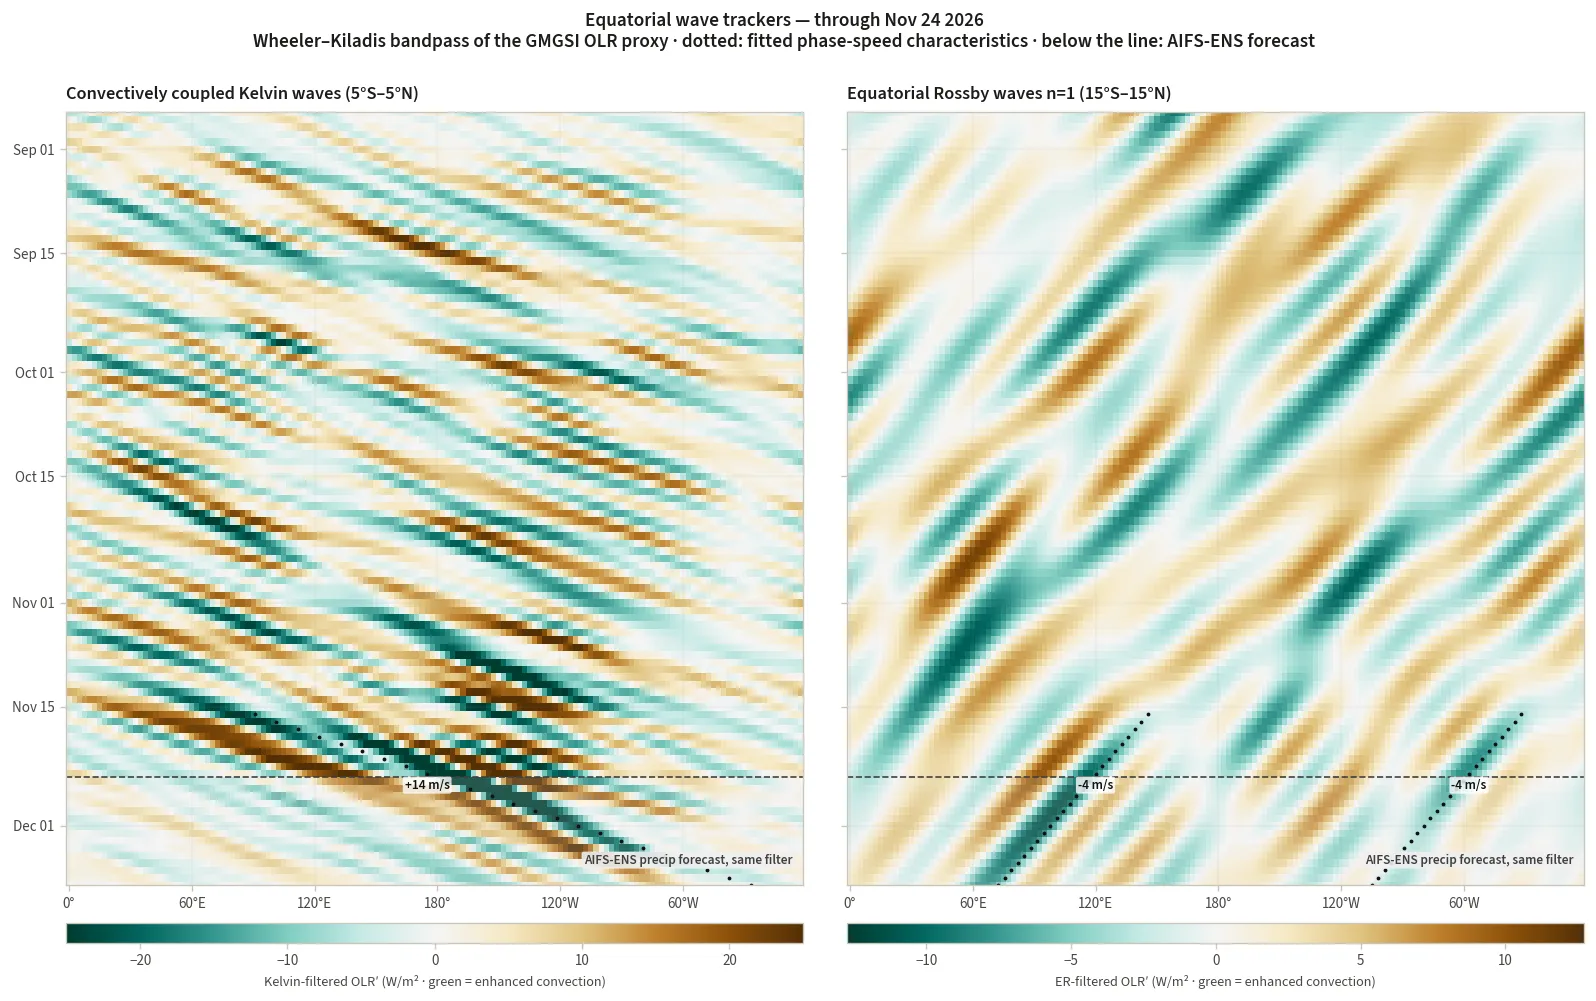 Equatorial wave trackers — through Nov 24 2026
Wheeler–Kiladis bandpass of the GMGSI OLR proxy · dotted: fitted phase-speed characteristics · below the line: AIFS-ENS forecast
Convectively coupled Kelvin waves (5°S–5°N)
Equatorial Rossby waves n=1 (15°S–15°N)
Sep 01
Sep 15
Oct 01
Oct 15
Nov 01
Nov 15
Dec 01
+14 m/s
-4 m/s
-4 m/s
AIFS-ENS precip forecast, same filter
AIFS-ENS precip forecast, same filter
0° 60°E 120°E 180° 120°W 60°W
0° 60°E 120°E 180° 120°W 60°W
−20 −10 0 10 20
−10 −5 0 5 10
Kelvin-filtered OLR′ (W/m² · green = enhanced convection)
ER-filtered OLR′ (W/m² · green = enhanced convection)